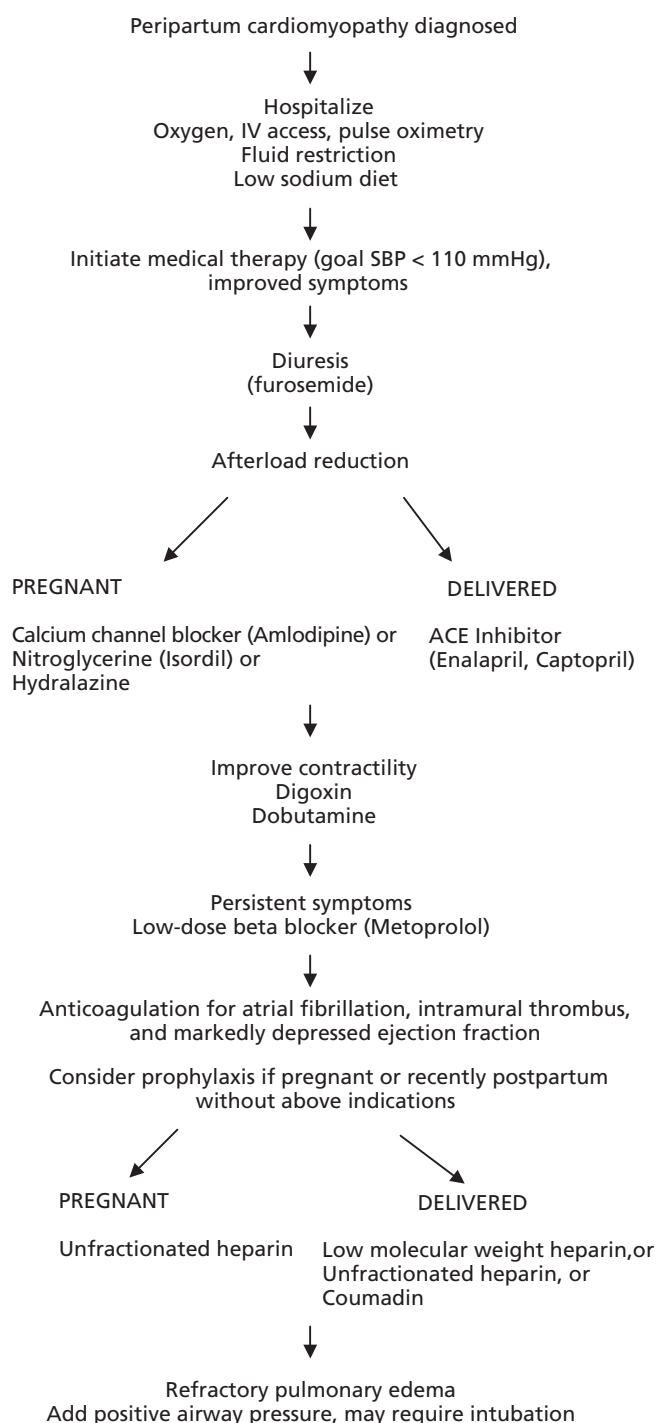 Peripartum cardiomyopathy diagnosed
Hospitalize
Oxygen, IV access, pulse oximetry
Fluid restriction
Low sodium diet
Initiate medical therapy (goal SBP < 110 mmHg),
improved symptoms
Diuresis
(furosemide)
Afterload reduction
PREGNANT
Calcium channel blocker (Amlodipine) or
Nitroglycerine (Isordil) or
Hydralazine
DELIVERED
ACE Inhibitor
(Enalapril, Captopril)
Improve contractility
Digoxin
Dobutamine
Persistent symptoms
Low-dose beta blocker (Metoprolol)
Anticoagulation for atrial fibrillation, intramural thrombus,
and markedly depressed ejection fraction
Consider prophylaxis if pregnant or recently postpartum
without above indications
PREGNANT
Unfractionated heparin
DELIVERED
Low molecular weight heparin,or
Unfractionated heparin, or
Coumadin
Refractory pulmonary edema
Add positive airway pressure, may require intubation